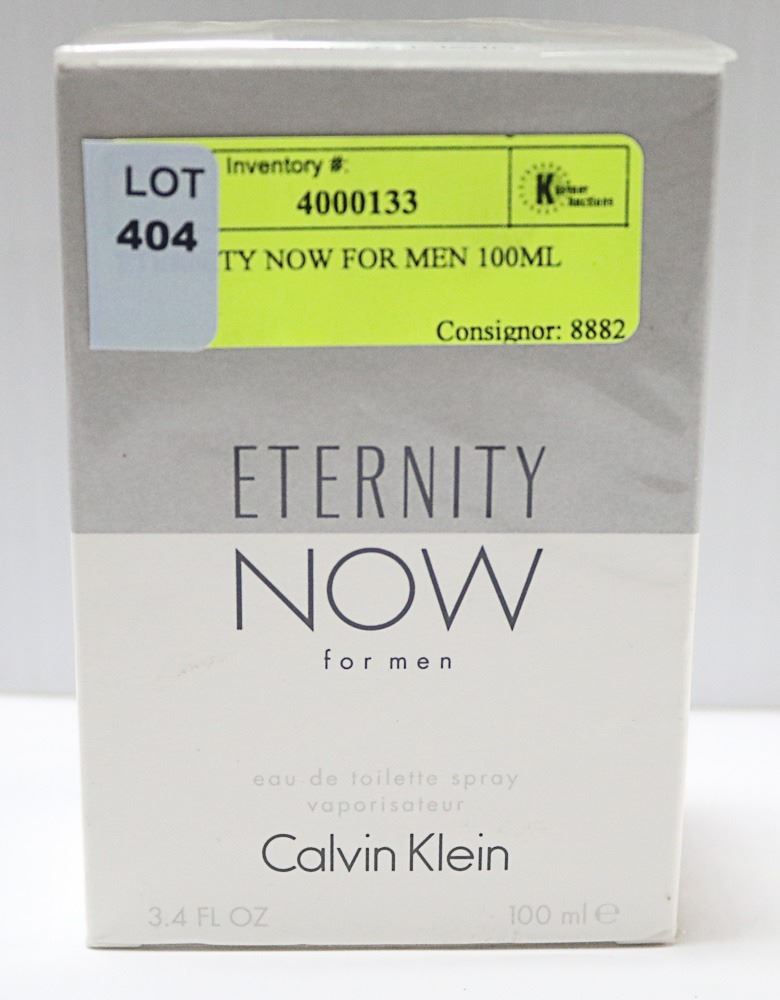 LOT
404
Inventory #:
4000133
K
TY NOW FOR MEN 100ML
Consignor: 8882
ETERNITY
NOW
for men
eau de toilette spray
vaporisateur
Calvin Klein
3.4 FL OZ 100 ml ℮